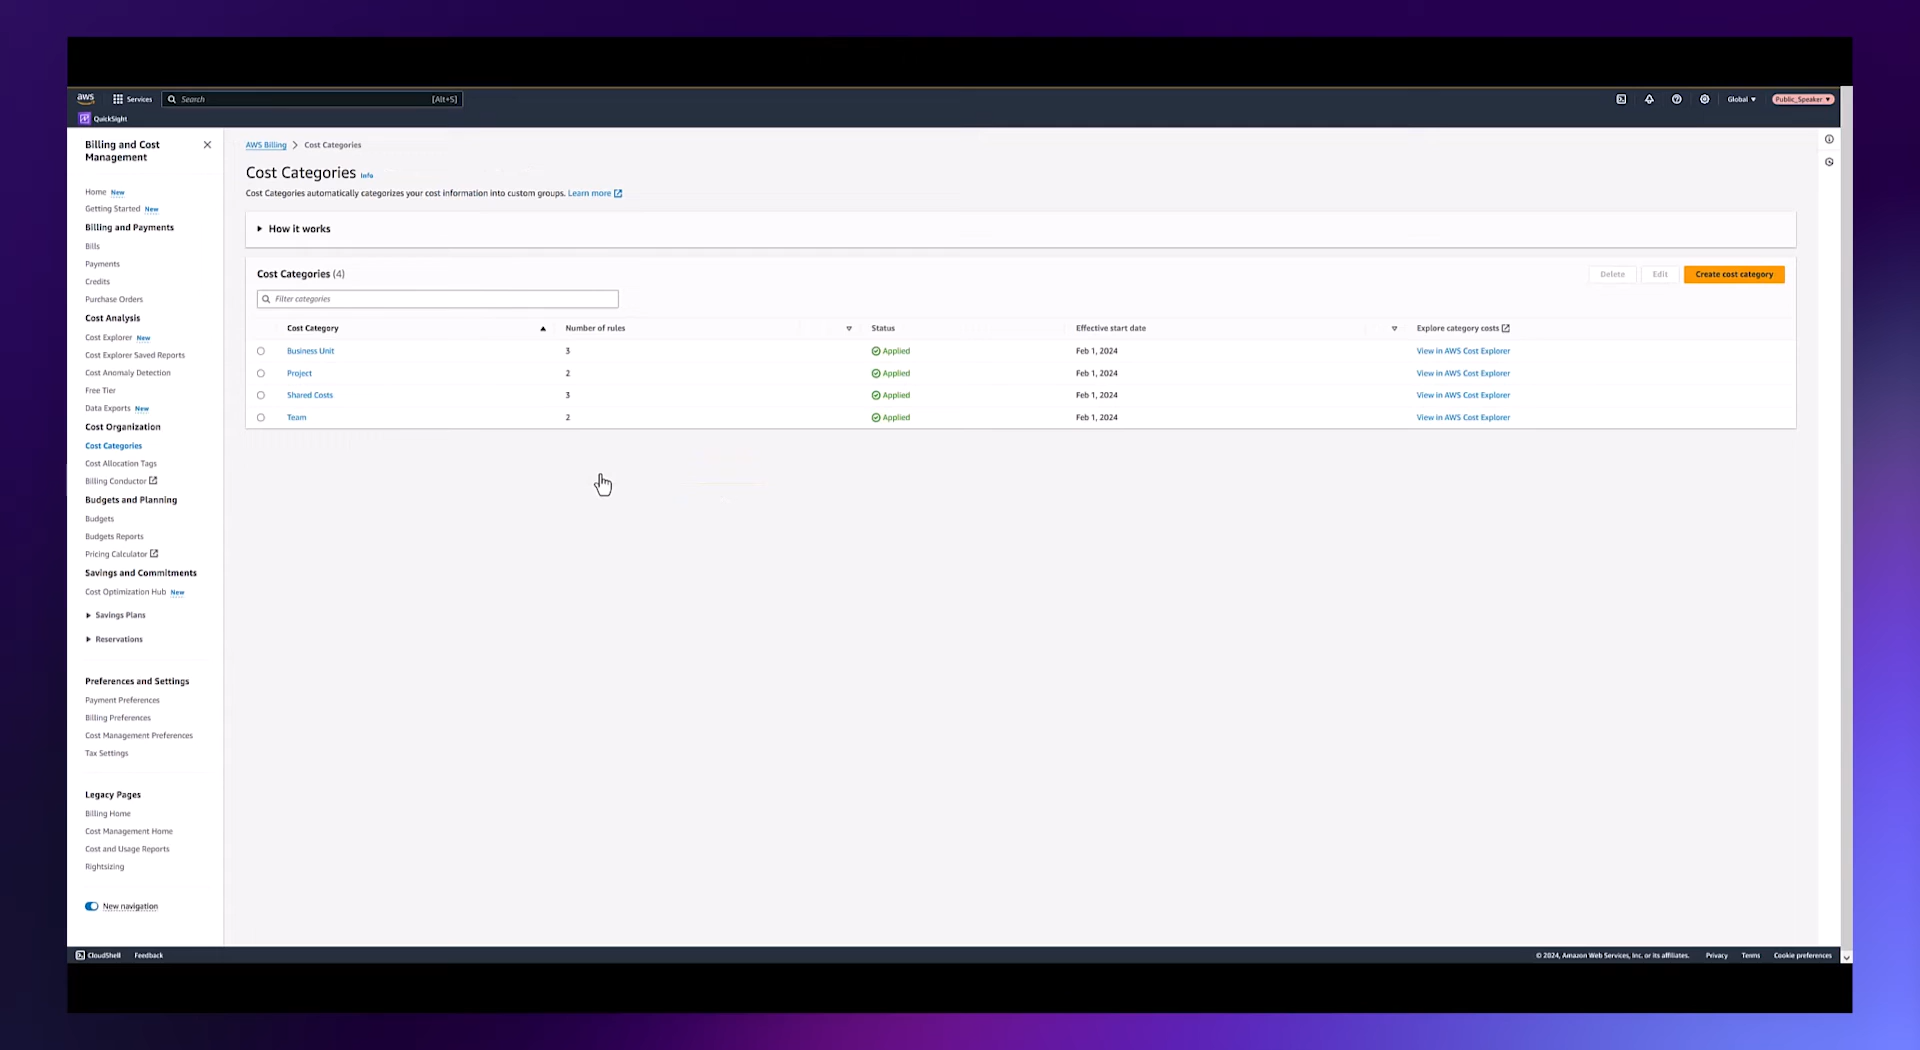 aws Services Search [Alt+S] Global Public_Speaker
QuickSight
Billing and Cost
Management
Home New
Getting Started New
Billing and Payments
Bills
Payments
Credits
Purchase Orders
Cost Analysis
Cost Explorer New
Cost Explorer Saved Reports
Cost Anomaly Detection
Free Tier
Data Exports New
Cost Organization
Cost Categories
Cost Allocation Tags
Billing Conductor
Budgets and Planning
Budgets
Budgets Reports
Pricing Calculator
Savings and Commitments
Cost Optimization Hub New
Savings Plans
Reservations
Preferences and Settings
Payment Preferences
Billing Preferences
Cost Management Preferences
Tax Settings
Legacy Pages
Billing Home
Cost Management Home
Cost and Usage Reports
Rightsizing
New navigation
AWS Billing > Cost Categories
Cost Categories Info
Cost Categories automatically categorizes your cost information into custom groups. Learn more
How it works
Cost Categories (4) Delete Edit Create cost category
Filter categories
Cost Category Number of rules Status Effective start date Explore category costs
Business Unit 3 Applied Feb 1, 2024 View in AWS Cost Explorer
Project 2 Applied Feb 1, 2024 View in AWS Cost Explorer
Shared Costs 3 Applied Feb 1, 2024 View in AWS Cost Explorer
Team 2 Applied Feb 1, 2024 View in AWS Cost Explorer
CloudShell Feedback © 2024, Amazon Web Services, Inc. or its affiliates. Privacy Terms Cookie preferences